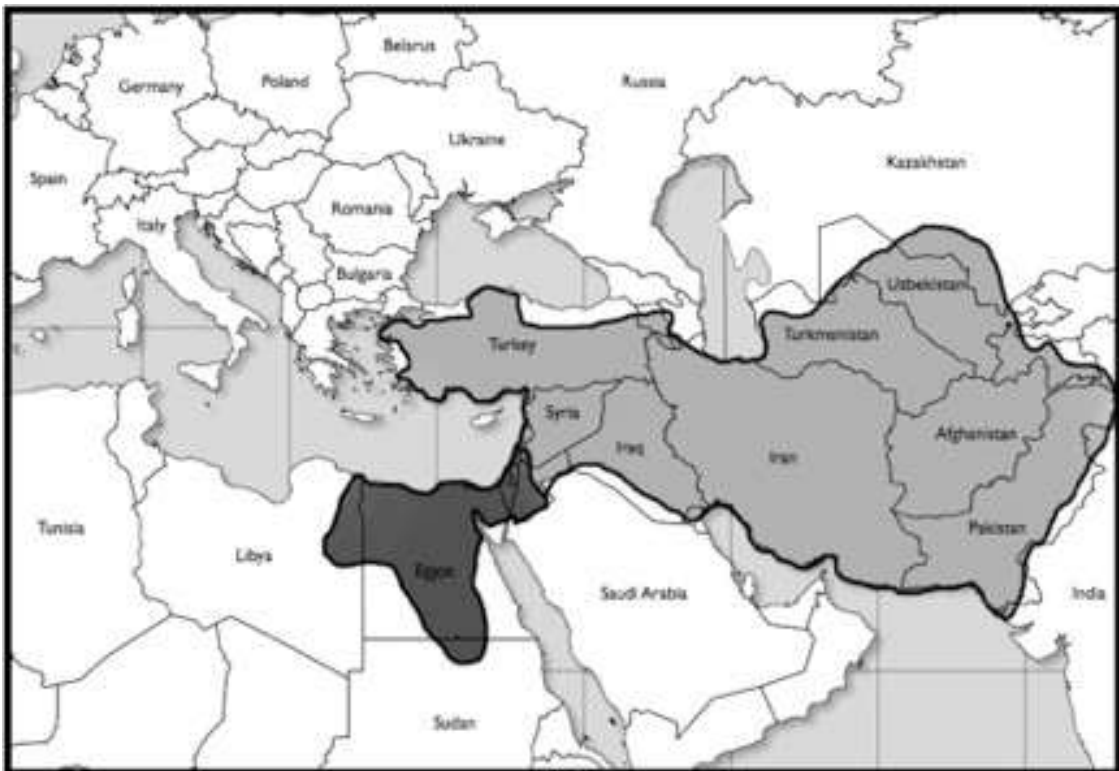 Belarus
Germany
Poland
Russia
Ukraine
Kazakhstan
Spain
Romania
Italy
Bulgaria
Uzbekistan
Turkmenistan
Turkey
Syria
Afghanistan
Iraq
Iran
Pakistan
Tunisia
Libya
Egypt
Saudi Arabia
India
Sudan